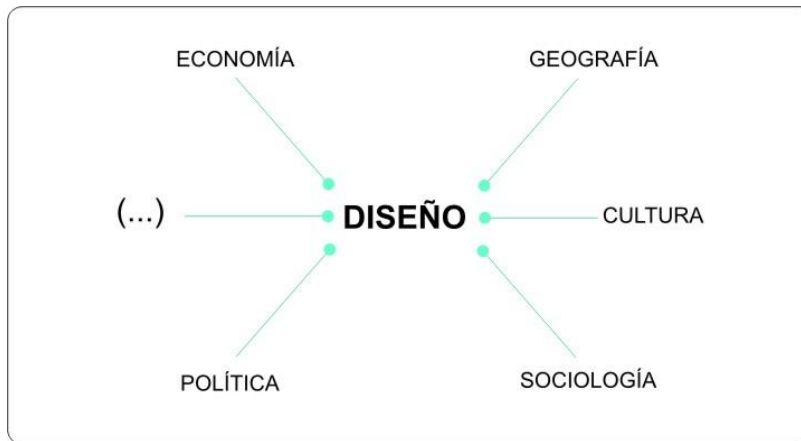 ECONOMÍA
GEOGRAFÍA
(...)
DISEÑO
CULTURA
POLÍTICA
SOCIOLOGÍA